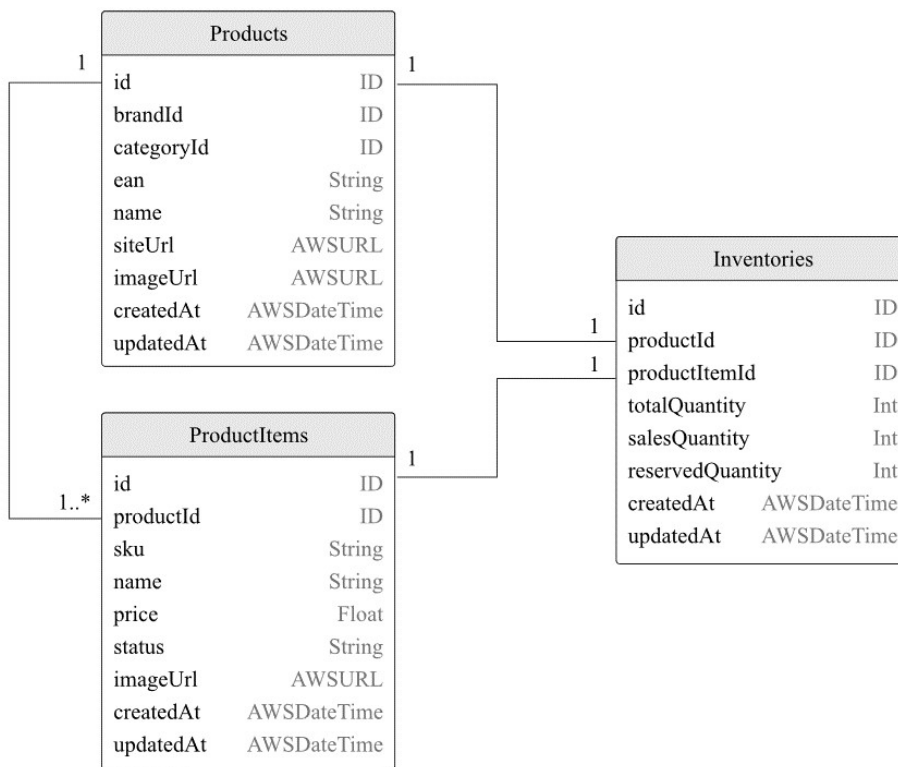 Products
1
1
id ID
brandId ID
categoryId ID
ean String
name String
siteUrl AWSURL
imageUrl AWSURL
createdAt AWSDateTime
updatedAt AWSDateTime
Inventories
id ID
1
productId ID
1
productItemId ID
totalQuantity Int
salesQuantity Int
reservedQuantity Int
createdAt AWSDateTime
updatedAt AWSDateTime
ProductItems
1
id ID
1..*
productId ID
sku String
name String
price Float
status String
imageUrl AWSURL
createdAt AWSDateTime
updatedAt AWSDateTime